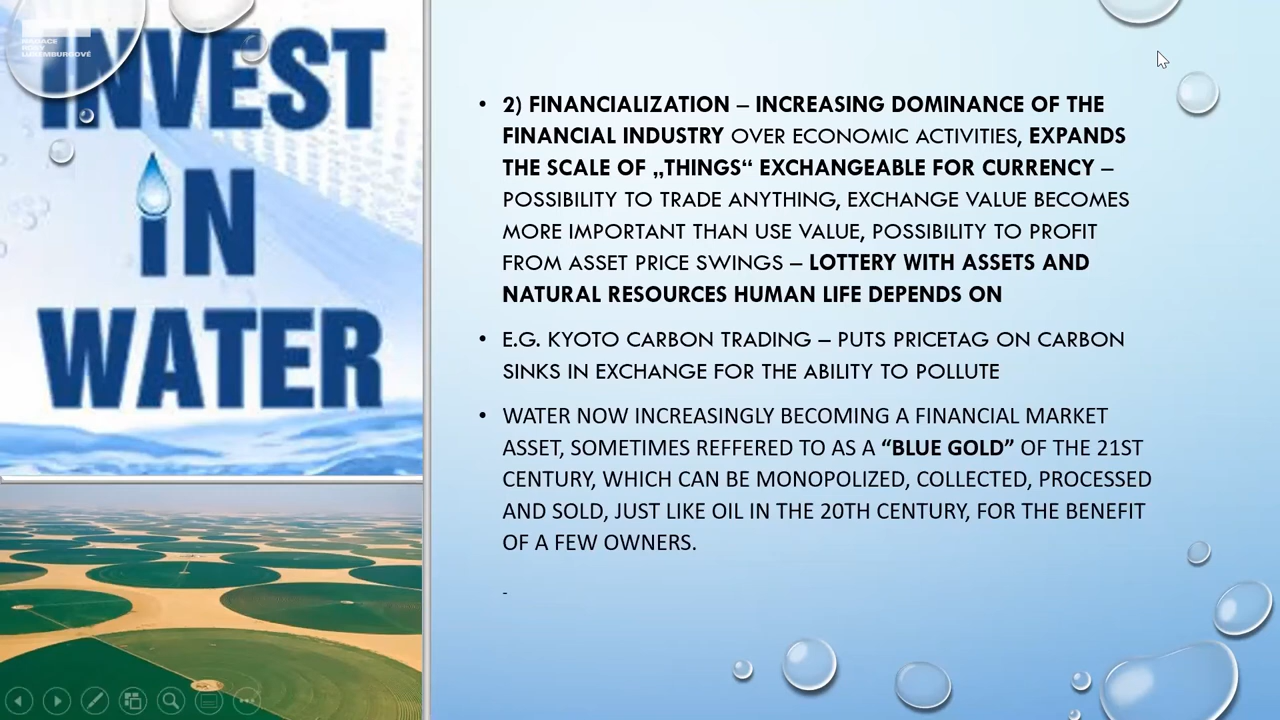 NADACE
ROSY
LUXEMBURGOVÉ
INVEST
iN
WATER
• 2) FINANCIALIZATION – INCREASING DOMINANCE OF THE
FINANCIAL INDUSTRY OVER ECONOMIC ACTIVITIES, EXPANDS
THE SCALE OF „THINGS“ EXCHANGEABLE FOR CURRENCY –
POSSIBILITY TO TRADE ANYTHING, EXCHANGE VALUE BECOMES
MORE IMPORTANT THAN USE VALUE, POSSIBILITY TO PROFIT
FROM ASSET PRICE SWINGS – LOTTERY WITH ASSETS AND
NATURAL RESOURCES HUMAN LIFE DEPENDS ON
• E.G. KYOTO CARBON TRADING – PUTS PRICETAG ON CARBON
SINKS IN EXCHANGE FOR THE ABILITY TO POLLUTE
• WATER NOW INCREASINGLY BECOMING A FINANCIAL MARKET
ASSET, SOMETIMES REFFERED TO AS A “BLUE GOLD” OF THE 21ST
CENTURY, WHICH CAN BE MONOPOLIZED, COLLECTED, PROCESSED
AND SOLD, JUST LIKE OIL IN THE 20TH CENTURY, FOR THE BENEFIT
OF A FEW OWNERS.
-